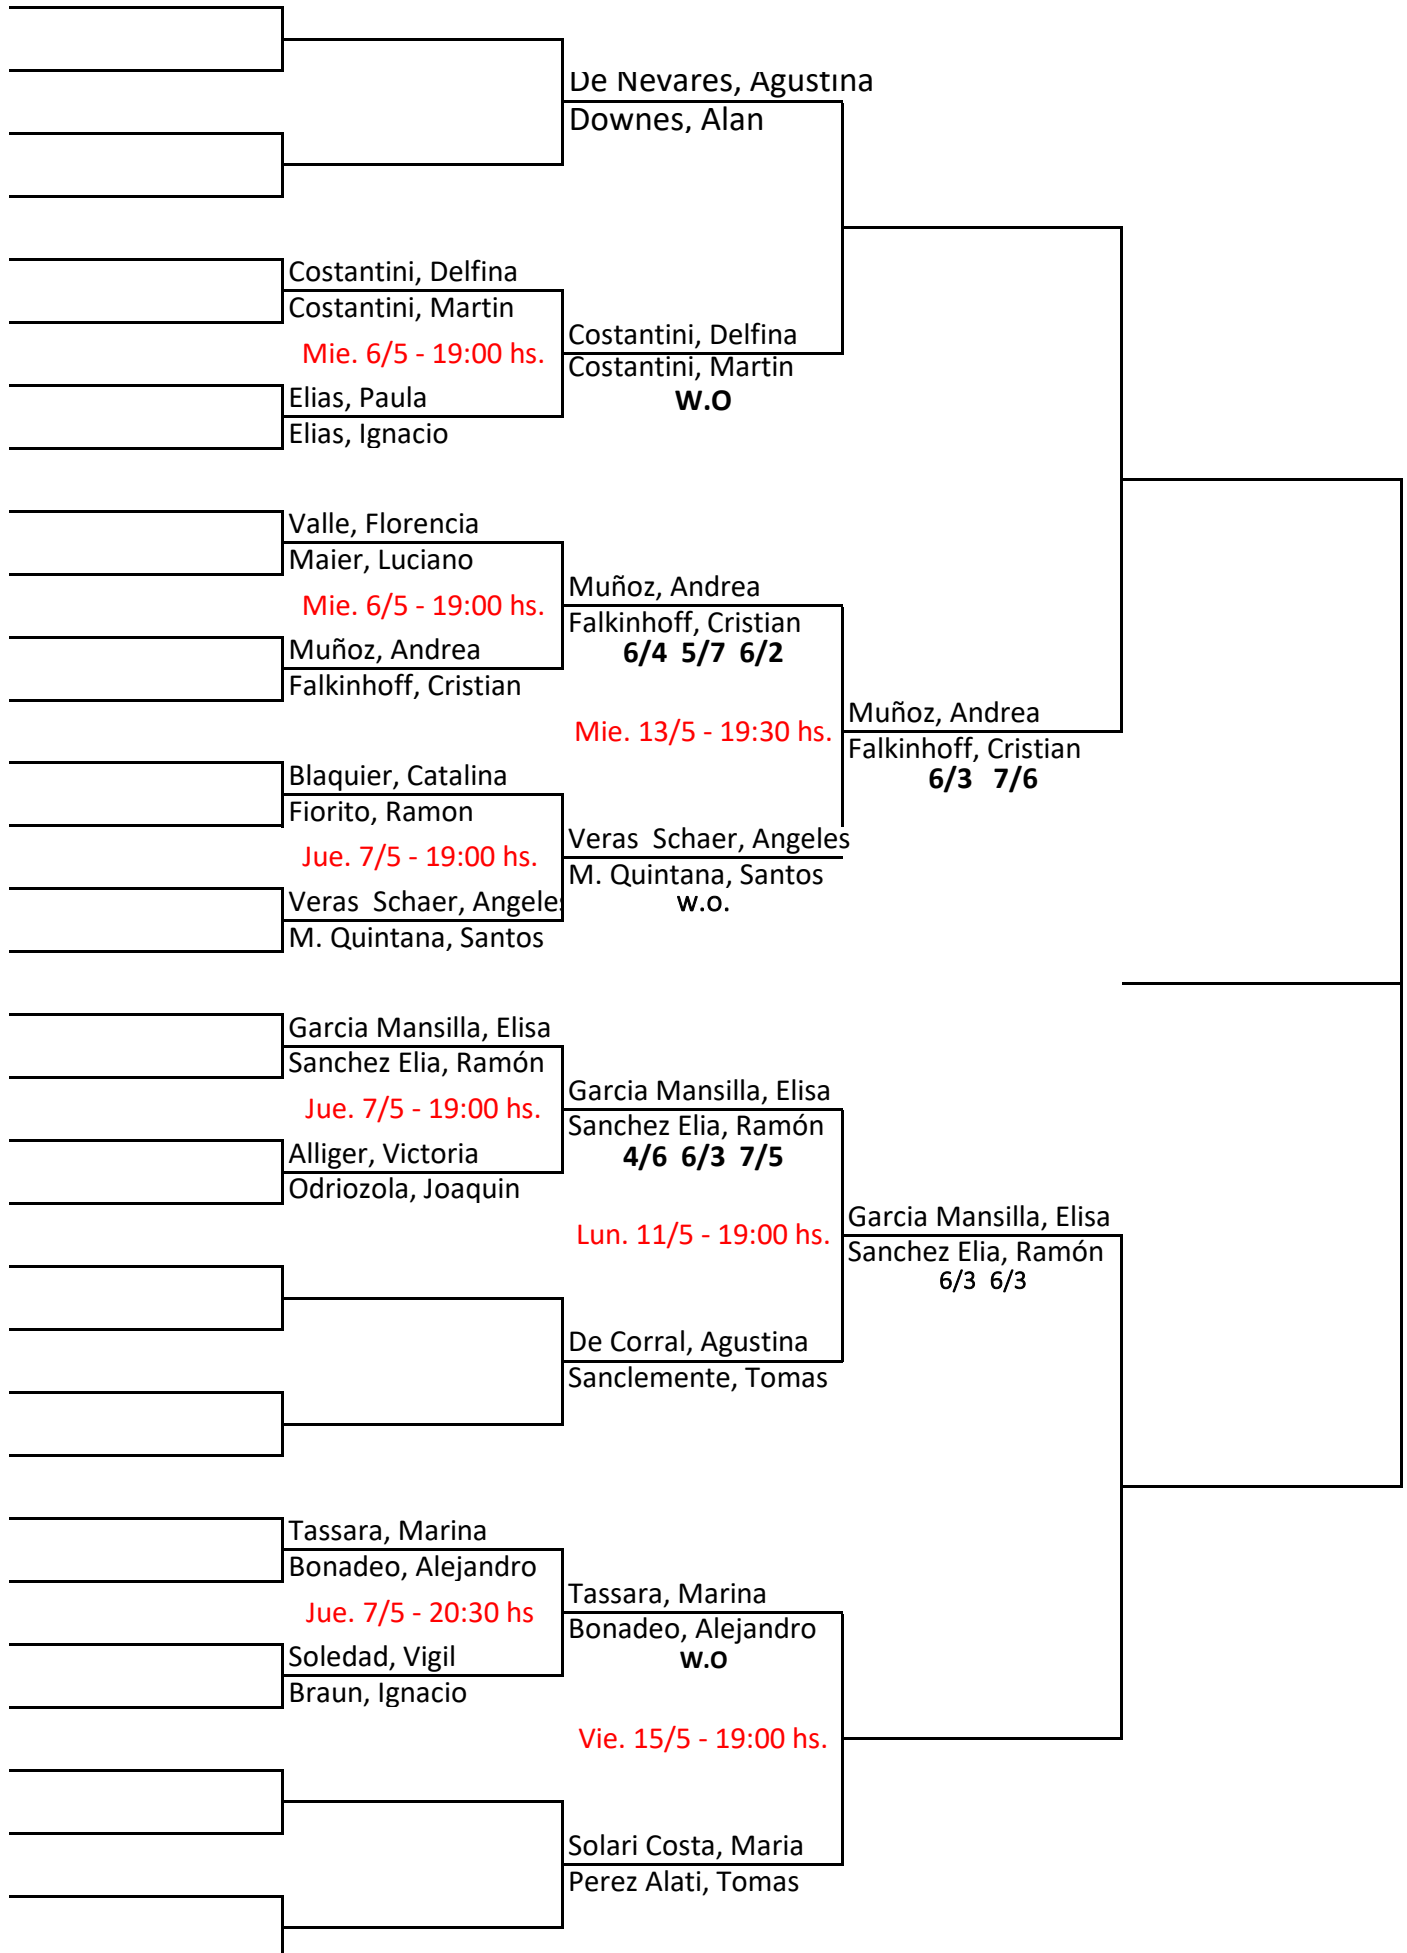 De Nevares, Agustina
Downes, Alan
Costantini, Delfina
Costantini, Martin
Mie. 6/5 - 19:00 hs.
Costantini, Delfina
Costantini, Martin
W.O
Elias, Paula
Elias, Ignacio
Valle, Florencia
Maier, Luciano
Mie. 6/5 - 19:00 hs.
Muñoz, Andrea
Falkinhoff, Cristian
6/4 5/7 6/2
Muñoz, Andrea
Falkinhoff, Cristian
Mie. 13/5 - 19:30 hs.
Muñoz, Andrea
Falkinhoff, Cristian
6/3 7/6
Blaquier, Catalina
Fiorito, Ramon
Jue. 7/5 - 19:00 hs.
Veras Schaer, Angeles
M. Quintana, Santos
w.o.
Veras Schaer, Angeles
M. Quintana, Santos
Garcia Mansilla, Elisa
Sanchez Elia, Ramón
Jue. 7/5 - 19:00 hs.
Garcia Mansilla, Elisa
Sanchez Elia, Ramón
4/6 6/3 7/5
Alliger, Victoria
Odriozola, Joaquin
Lun. 11/5 - 19:00 hs.
Garcia Mansilla, Elisa
Sanchez Elia, Ramón
6/3 6/3
De Corral, Agustina
Sanclemente, Tomas
Tassara, Marina
Bonadeo, Alejandro
Jue. 7/5 - 20:30 hs
Tassara, Marina
Bonadeo, Alejandro
W.O
Soledad, Vigil
Braun, Ignacio
Vie. 15/5 - 19:00 hs.
Solari Costa, Maria
Perez Alati, Tomas